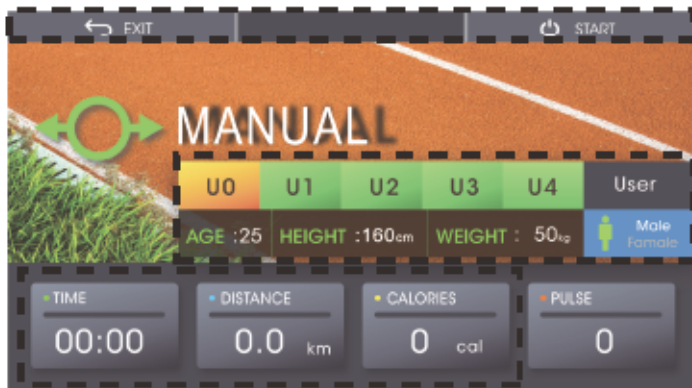 EXIT START
MANUAL
U0 U1 U2 U3 U4 User
AGE :25 HEIGHT :160cm WEIGHT : 50kg Male
Famale
TIME DISTANCE CALORIES PULSE
00:00 0.0 km 0 cal 0